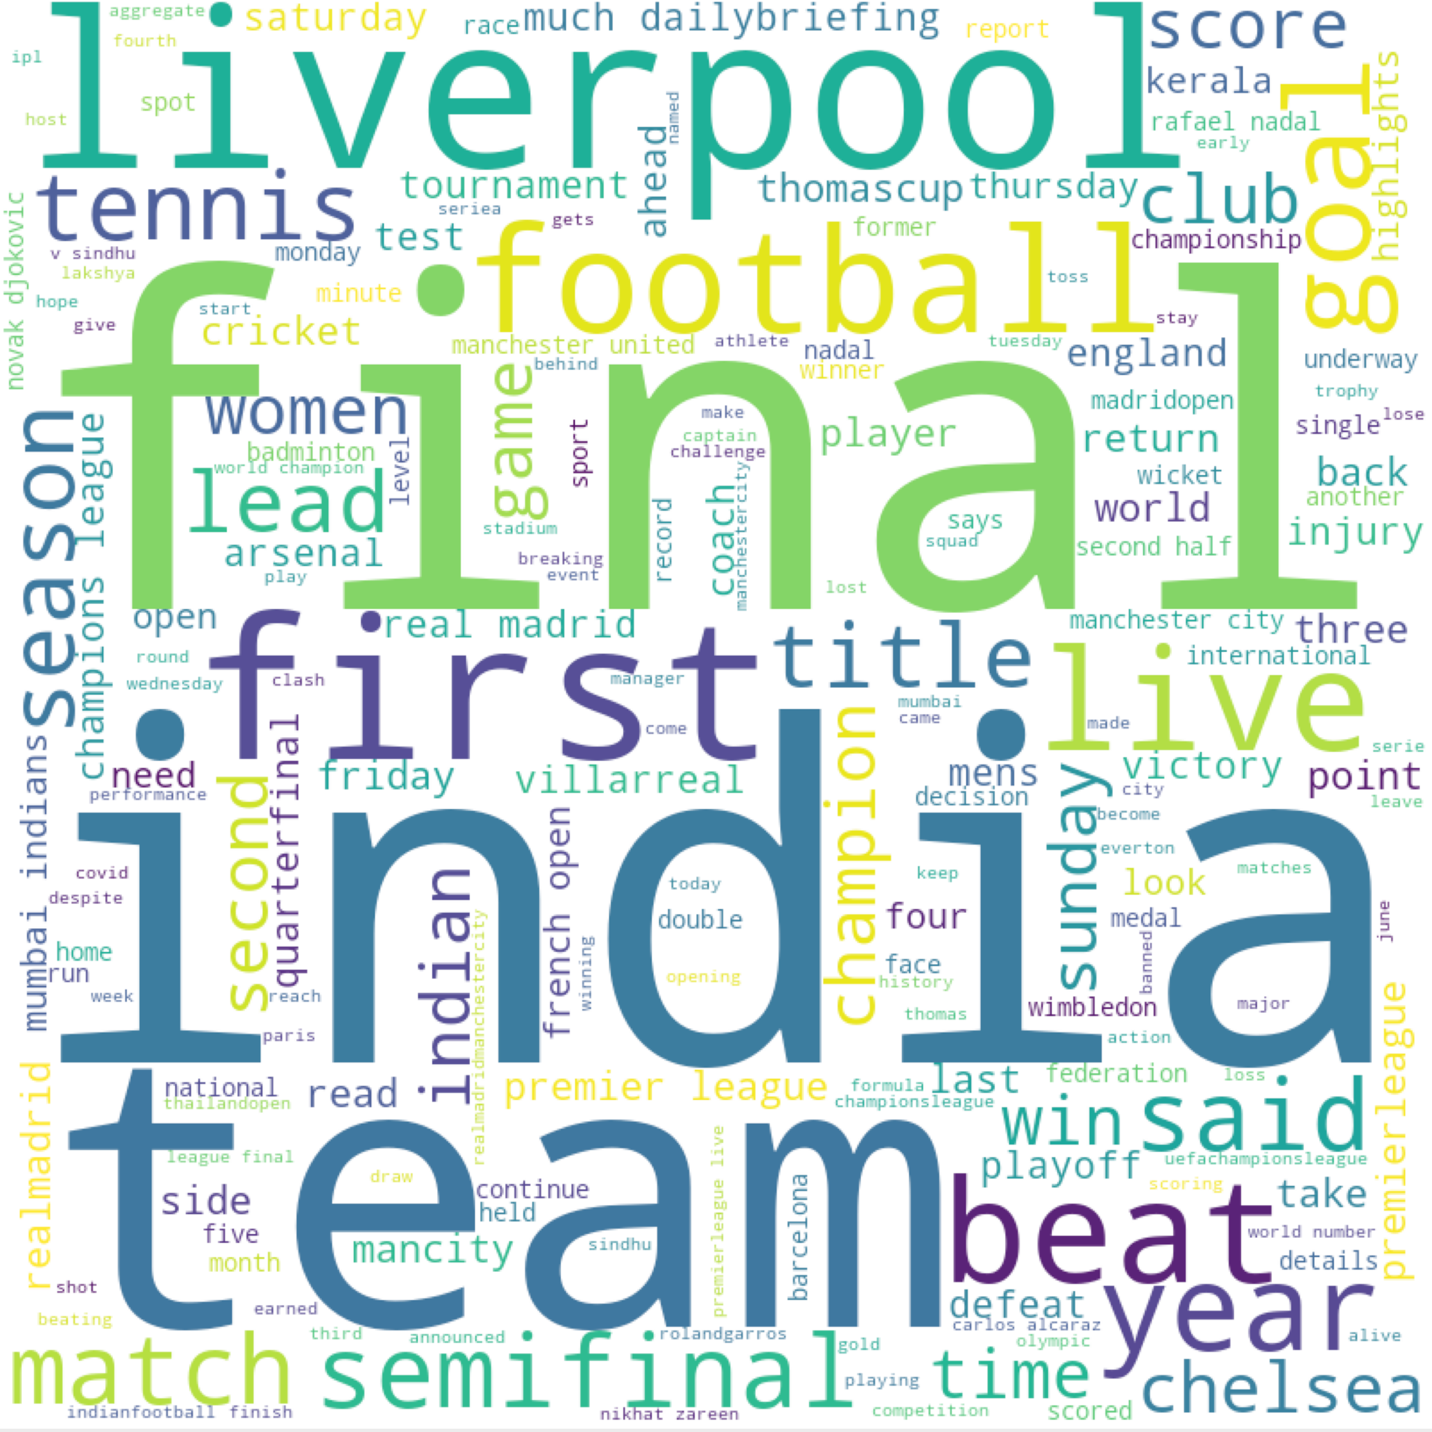 aggregate
saturday
race
much dailybriefing
report
score
fourth
ipl
liverpool
kerala
goal
highlights
spot
host
ahead
named
rafael nadal
early
tennis
tournament
thomascup
thursday
club
novak djokovic
seriea
gets
former
championship
v sindhu
monday
test
football
lakshya
toss
hope
minute
start
give
cricket
stay
manchester united
athlete
nadal
tuesday
england
underway
behind
winner
final
game
women
madridopen
trophy
season
champions league
make
single
lose
sport
captain
player
return
badminton
challenge
level
world champion
lead
wicket
back
coach
manchestercity
record
world
another
stadium
says
injury
arsenal
squad
second half
breaking
event
play
lost
open
real madrid
manchester city
three
first
title
live
round
international
wednesday
clash
manager
mumbai
came
champion
made
come
quarterfinal
mumbai indians
serie
need
friday
villarreal
mens
sunday
victory
point
second
performance
decision
city
leave
india
become
french open
everton
covid
today
keep
look
matches
despite
indian
double
four
medal
june
realmadridmanchestercity
winning
banned
home
run
face
opening
history
week
reach
wimbledon
major
thomas
premierleague
paris
action
realmadrid
national
read
premier league
formula
last
federation
loss
thailandopen
championsleague
team
win
said
premierleague live
league final
playoff
uefachampionsleague
draw
barcelona
beat
scoring
side
continue
take
held
five
world number
mancity
sindhu
month
details
shot
year
earned
defeat
beating
carlos alcaraz
third
announced
rolandgarros
olympic
alive
match
semifinal
gold
time
chelsea
playing
indianfootball finish
nikhat zareen
competition
scored